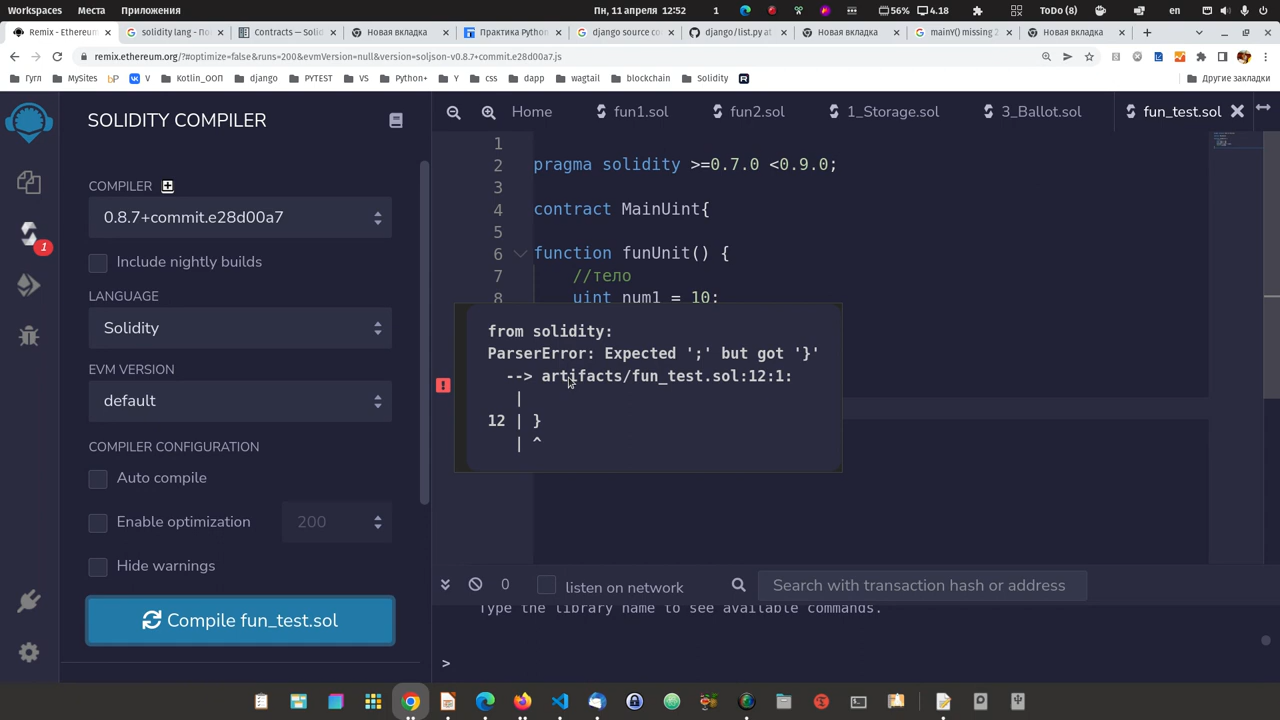 Workspaces Места Приложения Пн, 11 апреля 12:52 1 56% 4.18 ToDo (8) en
Remix - Ethereum solidity lang - По Contracts — Solid Новая вкладка Практика Python django source co django/list.py at Новая вкладка mainY() missing 2 Новая вкладка
remix.ethereum.org/?#optimize=false&runs=200&evmVersion=null&version=soljson-v0.8.7+commit.e28d00a7.js
Гугл MySites V Kotlin_ООП django PYTEST VS Python+ Y css dapp wagtail blockchain Solidity Другие закладки
SOLIDITY COMPILER
COMPILER
0.8.7+commit.e28d00a7
Include nightly builds
LANGUAGE
Solidity
EVM VERSION
default
COMPILER CONFIGURATION
Auto compile
Enable optimization 200
Hide warnings
Compile fun_test.sol
1
Home fun1.sol fun2.sol 1_Storage.sol 3_Ballot.sol fun_test.sol
1
2 pragma solidity >=0.7.0 <0.9.0;
3
4 contract MainUint{
5
6 function funUnit() {
7 //тело
8 uint num1 = 10;
from solidity:
ParserError: Expected ';' but got '}'
--> artifacts/fun_test.sol:12:1:
|
12 | }
| ^
0 listen on network Search with transaction hash or address
Type the library name to see available commands.
>